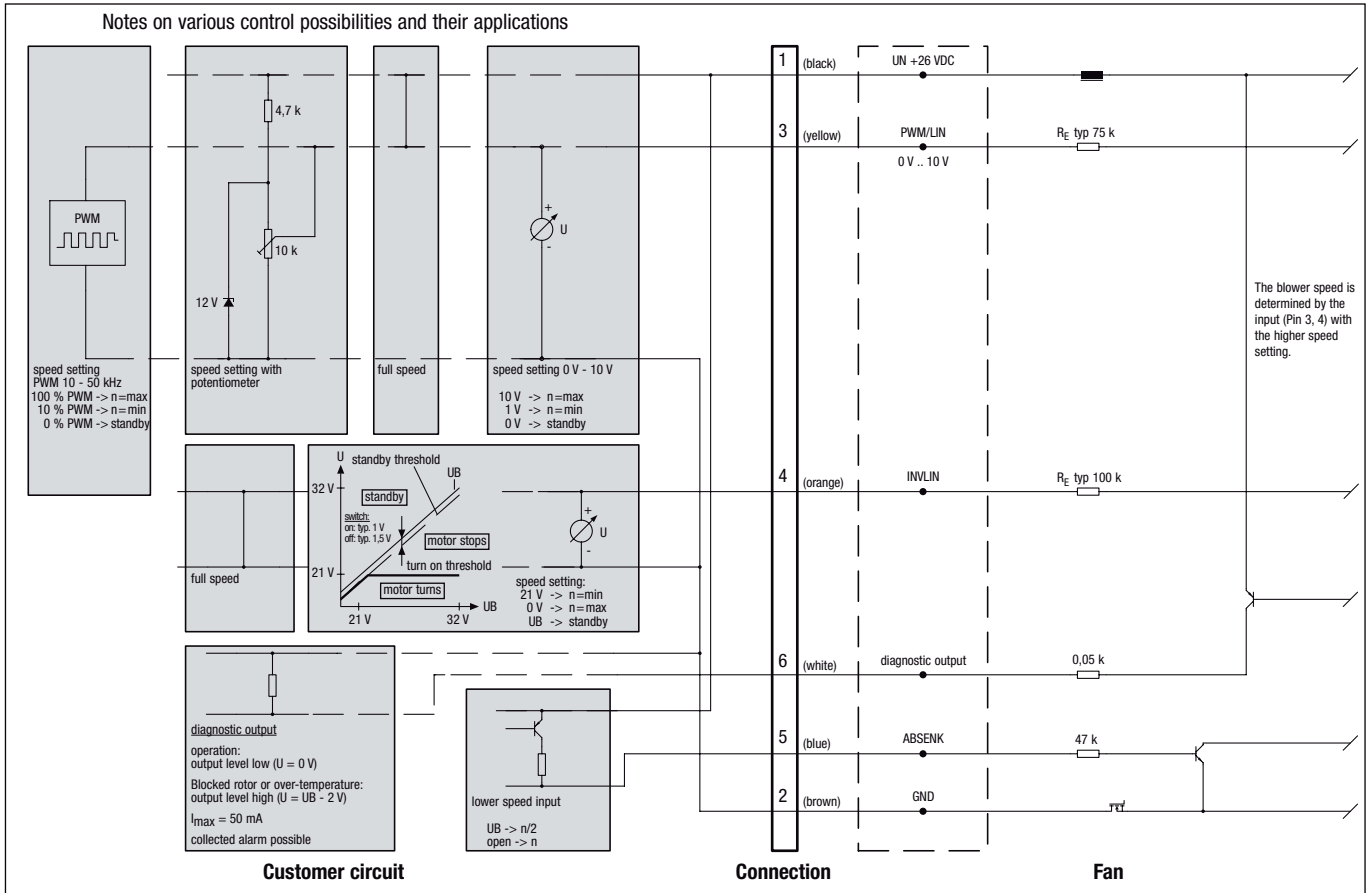 Notes on various control possibilities and their applications
PWM
speed setting
PWM 10 - 50 kHz
100 % PWM -> n=max
10 % PWM -> n=min
0 % PWM -> standby
4,7 k
10 k
12 V
speed setting with
potentiometer
full speed
+
U
-
speed setting 0 V - 10 V
10 V -> n=max
1 V -> n=min
0 V -> standby
full speed
U
standby threshold
UB
32 V
standby
switch:
on: typ. 1 V
off: typ. 1,5 V
motor stops
turn on threshold
21 V
motor turns
UB
21 V
32 V
+
U
-
speed setting:
21 V -> n=min
0 V -> n=max
UB -> standby
diagnostic output
operation:
output level low (U = 0 V)
Blocked rotor or over-temperature:
output level high (U = UB - 2 V)
Imax = 50 mA
collected alarm possible
lower speed input
UB -> n/2
open -> n
1 (black) UN +26 VDC
3 (yellow) PWM/LIN RE typ 75 k
0 V .. 10 V
The blower speed is
determined by the
input (Pin 3, 4) with
the higher speed
setting.
4 (orange) INVLIN RE typ 100 k
6 (white) diagnostic output 0,05 k
5 (blue) ABSENK 47 k
2 (brown) GND
Customer circuit Connection Fan